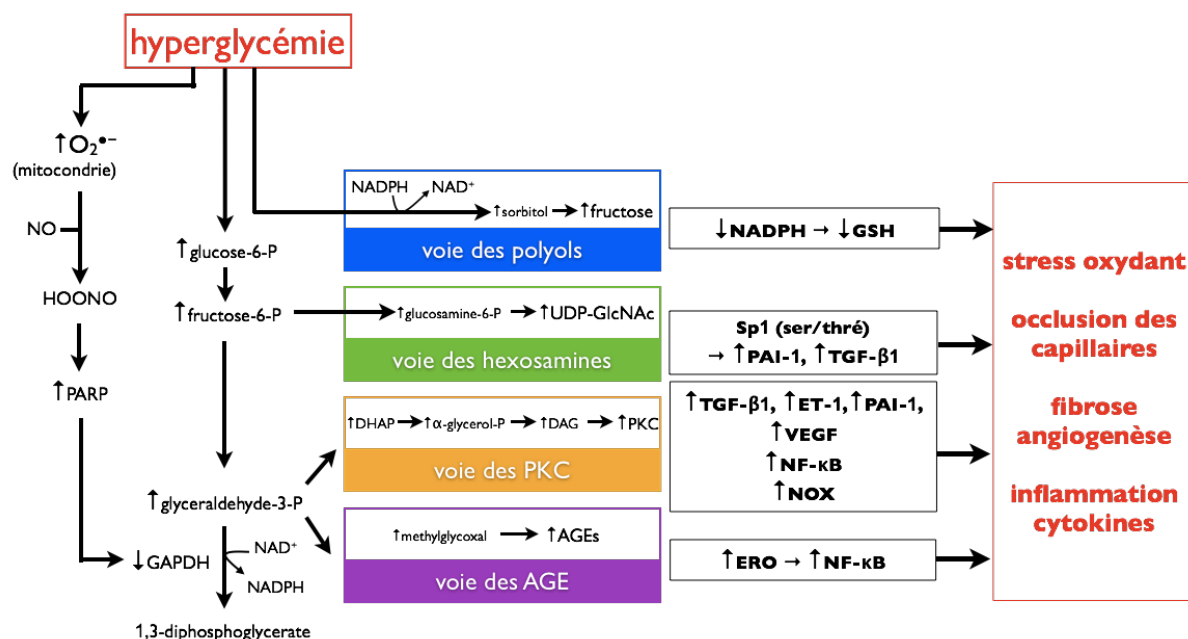 hyperglycémie
↑O₂•−
(mitocondrie)
NO
HOONO
↑PARP
↓GAPDH
↑glucose-6-P
↑fructose-6-P
↑glyceraldehyde-3-P
NAD⁺
NADPH
1,3-diphosphoglycerate
NADPH NAD⁺
↑sorbitol → ↑fructose
voie des polyols
↑glucosamine-6-P → ↑UDP-GlcNAc
voie des hexosamines
↑DHAP → ↑α-glycerol-P → ↑DAG → ↑PKC
voie des PKC
↑methylglycoxal → ↑AGEs
voie des AGE
↓NADPH → ↓GSH
Sp1 (ser/thré)
→ ↑PAI-1, ↑TGF-β1
↑TGF-β1, ↑ET-1,↑PAI-1,
↑VEGF
↑NF-κB
↑NOX
↑ERO → ↑NF-κB
stress oxydant
occlusion des
capillaires
fibrose
angiogenèse
inflammation
cytokines